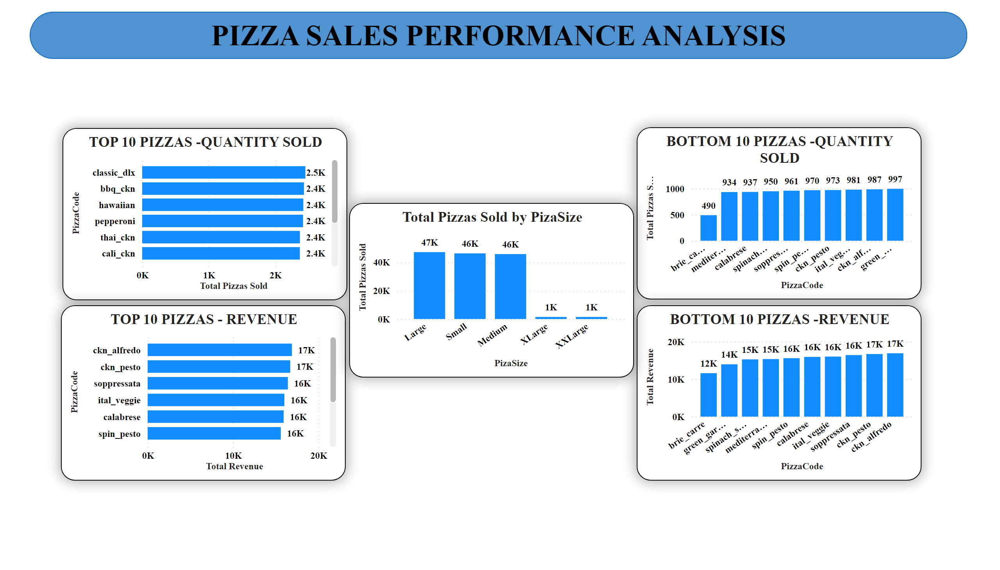 PIZZA SALES PERFORMANCE ANALYSIS
TOP 10 PIZZAS -QUANTITY SOLD
PizzaCode
classic_dlx 2.5K
bbq_ckn 2.4K
hawaiian 2.4K
pepperoni 2.4K
thai_ckn 2.4K
cali_ckn 2.4K
0K 1K 2K
Total Pizzas Sold
TOP 10 PIZZAS - REVENUE
PizzaCode
ckn_alfredo 17K
ckn_pesto 17K
soppressata 16K
ital_veggie 16K
calabrese 16K
spin_pesto 16K
0K 10K 20K
Total Revenue
Total Pizzas Sold by PizaSize
Total Pizzas Sold
40K
20K
0K
47K 46K 46K 1K 1K
Large Small Medium XLarge XXLarge
PizaSize
BOTTOM 10 PIZZAS -QUANTITY
SOLD
Total Pizzas S...
1000
500
0
490 934 937 950 961 970 973 981 987 997
brie_ca... mediter... calabrese spinach... soppres... spin_pe... ckn_pesto ital_veg... ckn_alf... green_...
PizzaCode
BOTTOM 10 PIZZAS -REVENUE
Total Revenue
20K
10K
0K
12K 14K 15K 15K 16K 16K 16K 16K 17K 17K
brie_carre green_gar... spinach_s... mediterra... spin_pesto calabrese ital_veggie soppressata ckn_pesto ckn_alfredo
PizzaCode